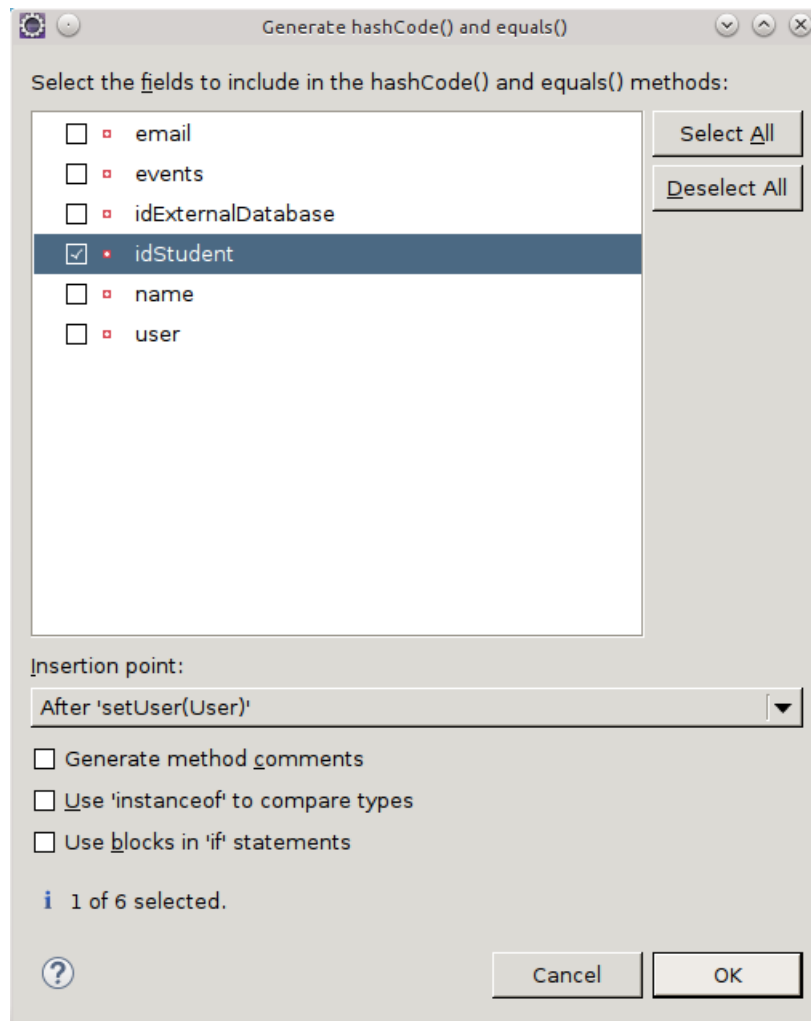 Generate hashCode() and equals()
Select the fields to include in the hashCode() and equals() methods:
email
events
idExternalDatabase
idStudent
name
user
Select All
Deselect All
Insertion point:
After 'setUser(User)'
Generate method comments
Use 'instanceof' to compare types
Use blocks in 'if' statements
i 1 of 6 selected.
?
Cancel
OK